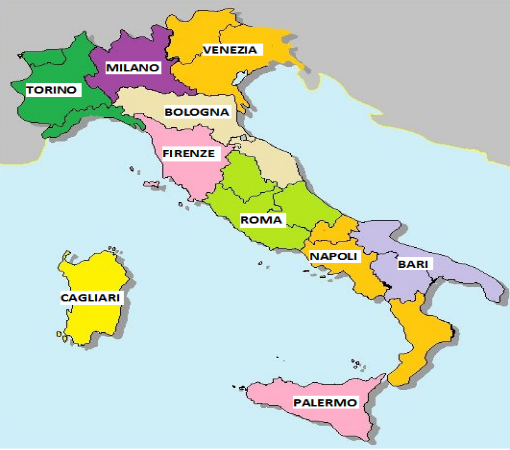 VENEZIA
MILANO
TORINO
BOLOGNA
FIRENZE
ROMA
NAPOLI
BARI
CAGLIARI
PALERMO